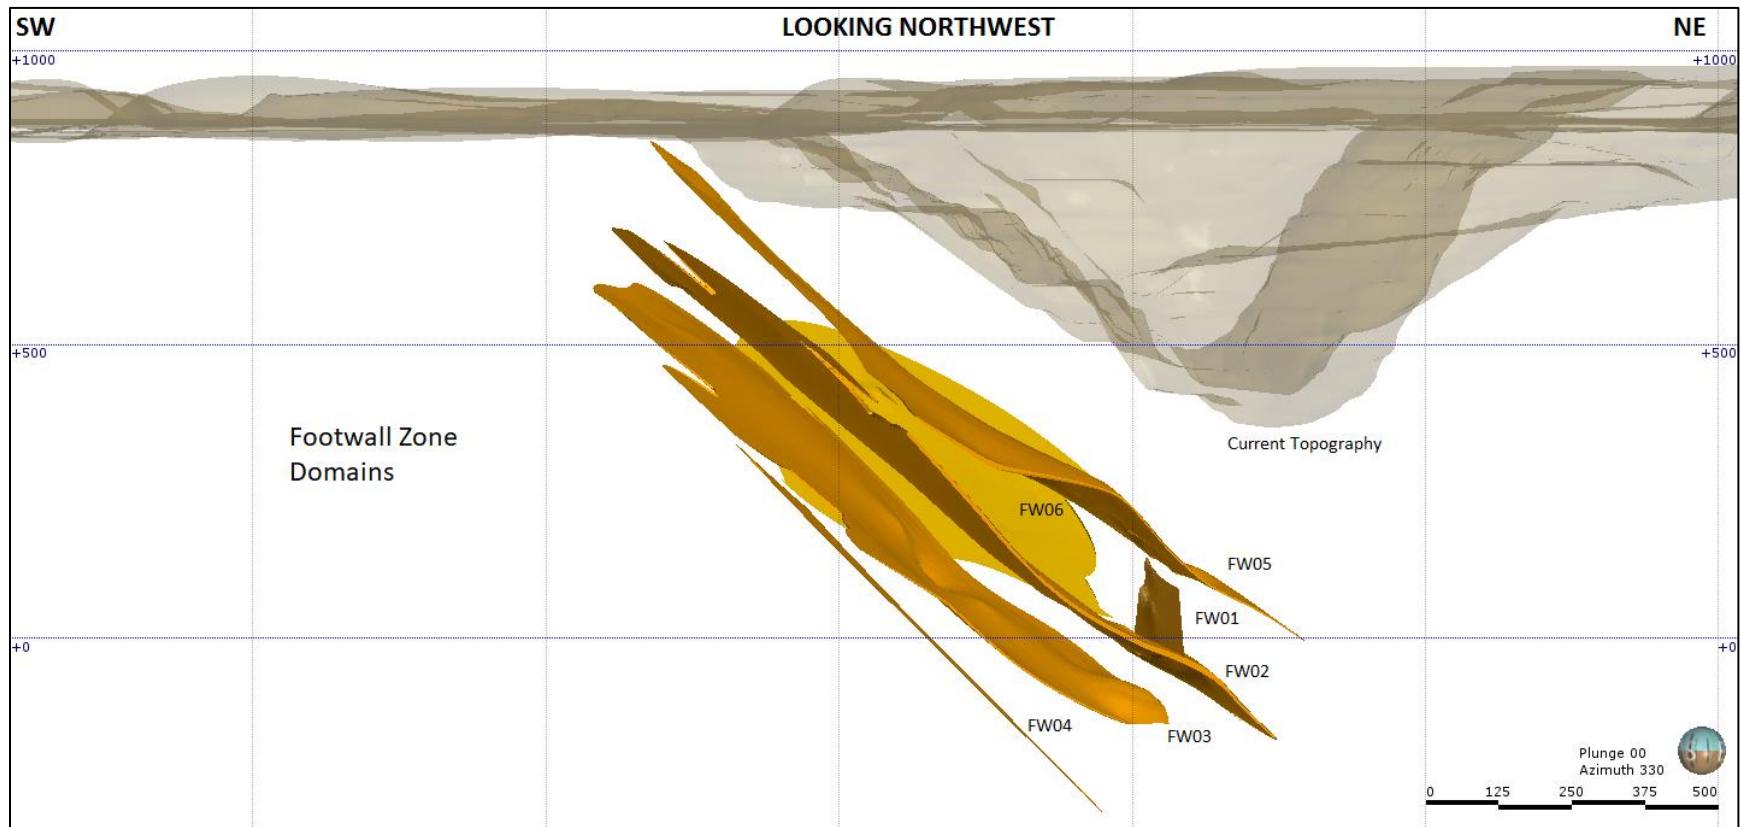 SW
LOOKING NORTHWEST
NE
+1000
+1000
+500
+500
Footwall Zone
Domains
Current Topography
FW06
FW05
FW01
+0
+0
FW02
FW04
FW03
Plunge 00
Azimuth 330
0 125 250 375 500